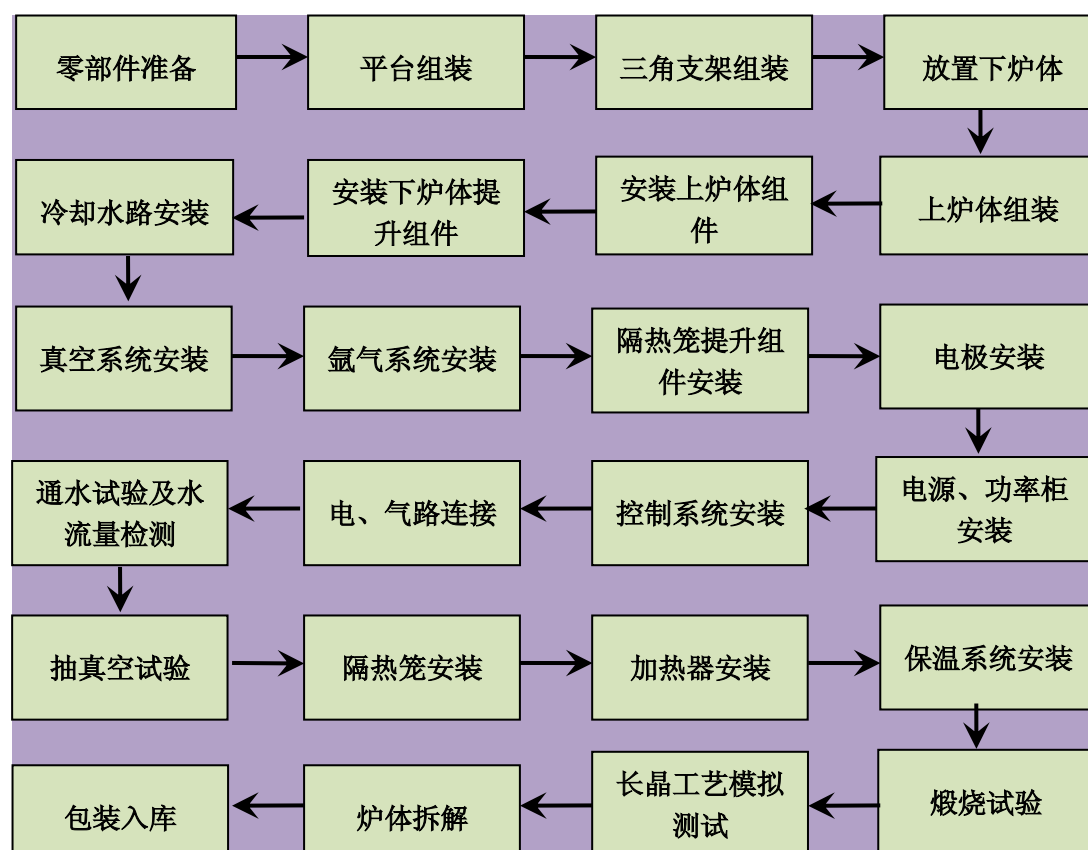 零部件准备
平台组装
三角支架组装
放置下炉体
冷却水路安装
安装下炉体提
升组件
安装上炉体组
件
上炉体组装
真空系统安装
氩气系统安装
隔热笼提升组
件安装
电极安装
通水试验及水
流量检测
电、气路连接
控制系统安装
电源、功率柜
安装
抽真空试验
隔热笼安装
加热器安装
保温系统安装
包装入库
炉体拆解
长晶工艺模拟
测试
煅烧试验